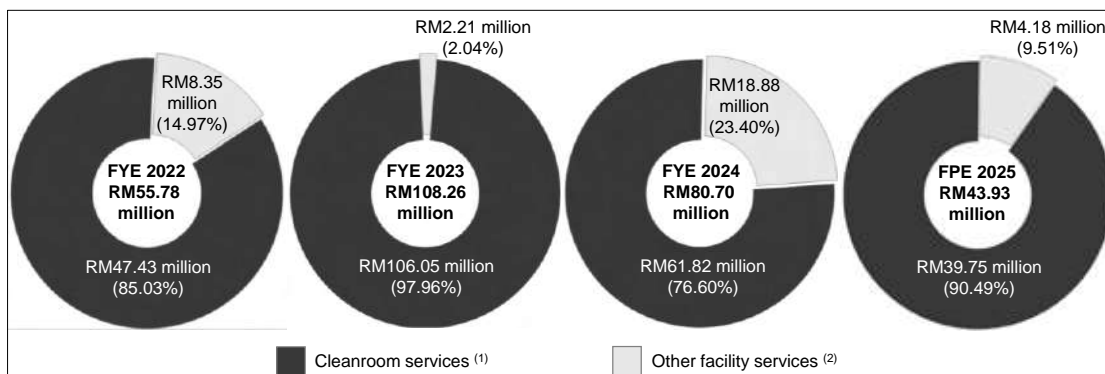 RM8.35
million
(14.97%)
FYE 2022
RM55.78
million
RM47.43 million
(85.03%)
RM2.21 million
(2.04%)
FYE 2023
RM108.26
million
RM106.05 million
(97.96%)
RM18.88
million
(23.40%)
FYE 2024
RM80.70
million
RM61.82 million
(76.60%)
RM4.18 million
(9.51%)
FPE 2025
RM43.93
million
RM39.75 million
(90.49%)
Cleanroom services (1)
Other facility services (2)